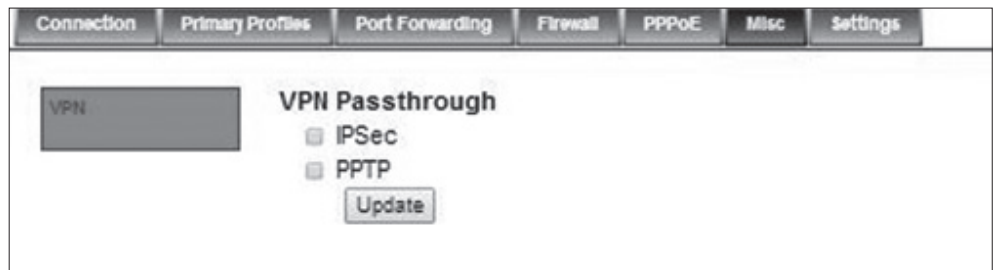 Connection Primary Profiles Port Forwarding Firewall PPPoE Misc Settings
VPN
VPN Passthrough
IPSec
PPTP
Update